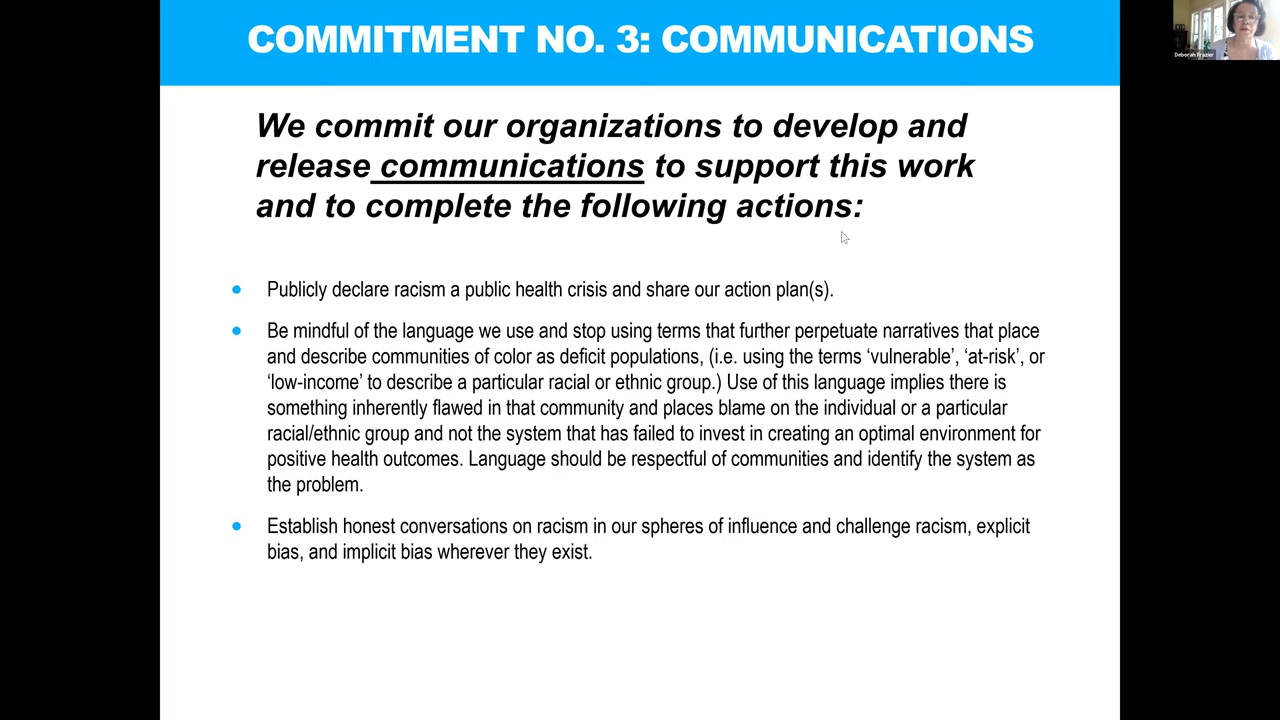 COMMITMENT NO. 3: COMMUNICATIONS
Deborah Frazier
We commit our organizations to develop and
release communications to support this work
and to complete the following actions:
Publicly declare racism a public health crisis and share our action plan(s).
Be mindful of the language we use and stop using terms that further perpetuate narratives that place
and describe communities of color as deficit populations, (i.e. using the terms ‘vulnerable’, ‘at-risk’, or
‘low-income’ to describe a particular racial or ethnic group.) Use of this language implies there is
something inherently flawed in that community and places blame on the individual or a particular
racial/ethnic group and not the system that has failed to invest in creating an optimal environment for
positive health outcomes. Language should be respectful of communities and identify the system as
the problem.
Establish honest conversations on racism in our spheres of influence and challenge racism, explicit
bias, and implicit bias wherever they exist.